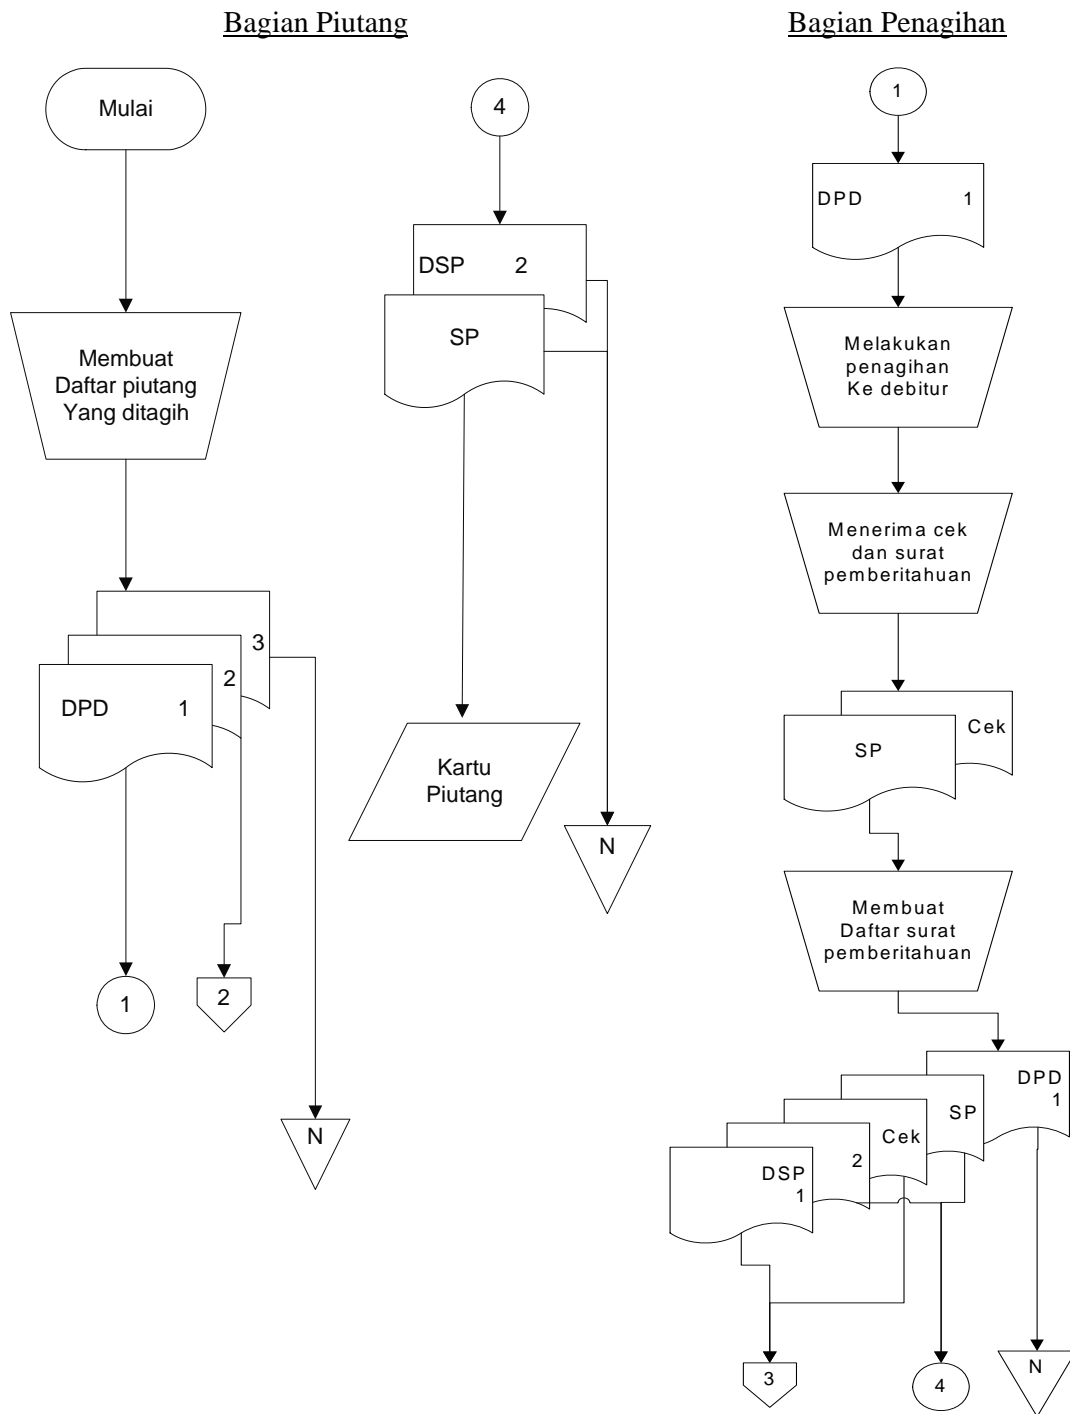 Bagian Piutang
Mulai
Membuat
Daftar piutang
Yang ditagih
3
2
DPD 1
1
2
N
4
DSP 2
SP
Kartu
Piutang
N
Bagian Penagihan
1
DPD 1
Melakukan
penagihan
Ke debitur
Menerima cek
dan surat
pemberitahuan
Cek
SP
Membuat
Daftar surat
pemberitahuan
DPD
1
SP
Cek
2
DSP
1
3
4
N